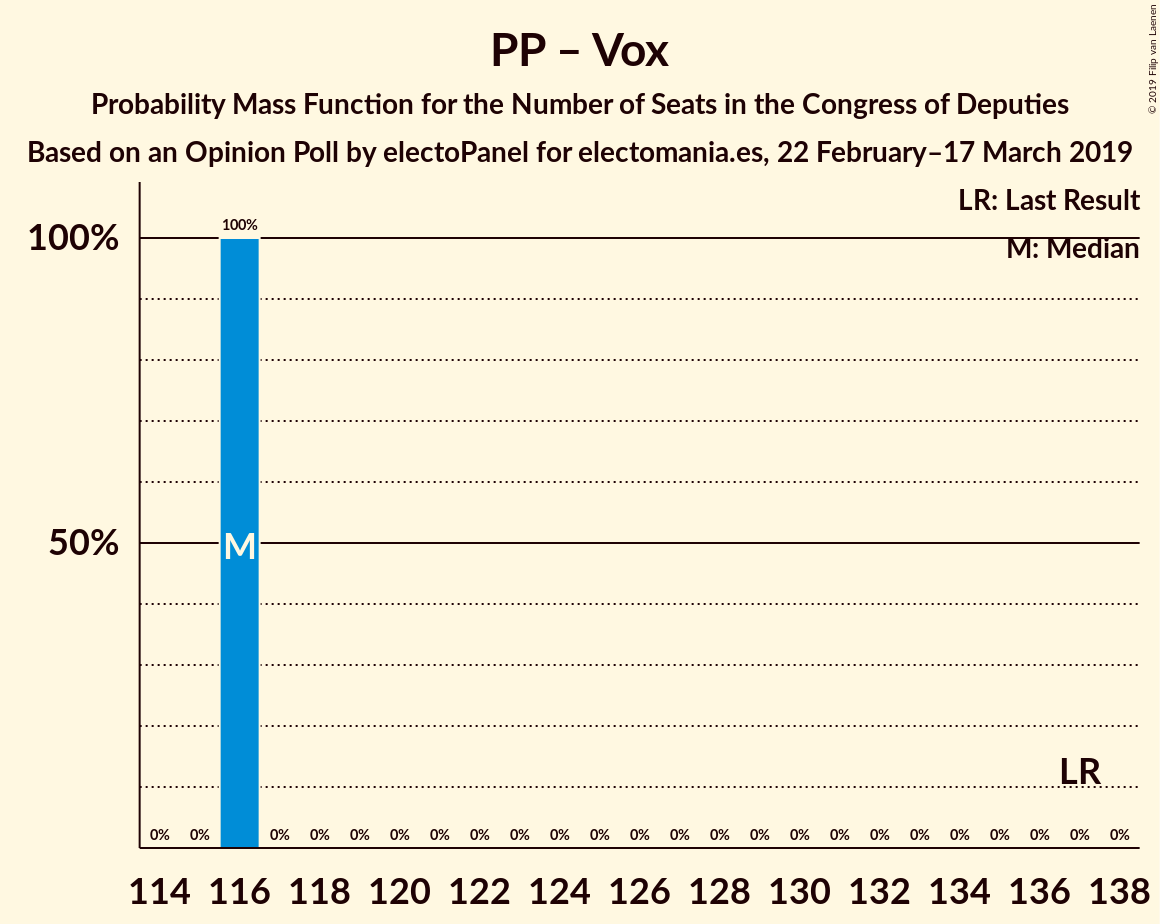 PP – Vox
Probability Mass Function for the Number of Seats in the Congress of Deputies
Based on an Opinion Poll by electoPanel for electomania.es, 22 February–17 March 2019
© 2019 Filip van Laenen
LR: Last Result
M: Median
100%
100%
50%
M
LR
0% 0% 0% 0% 0% 0% 0% 0% 0% 0% 0% 0% 0% 0% 0% 0% 0% 0% 0% 0% 0% 0% 0% 0%
114 116 118 120 122 124 126 128 130 132 134 136 138